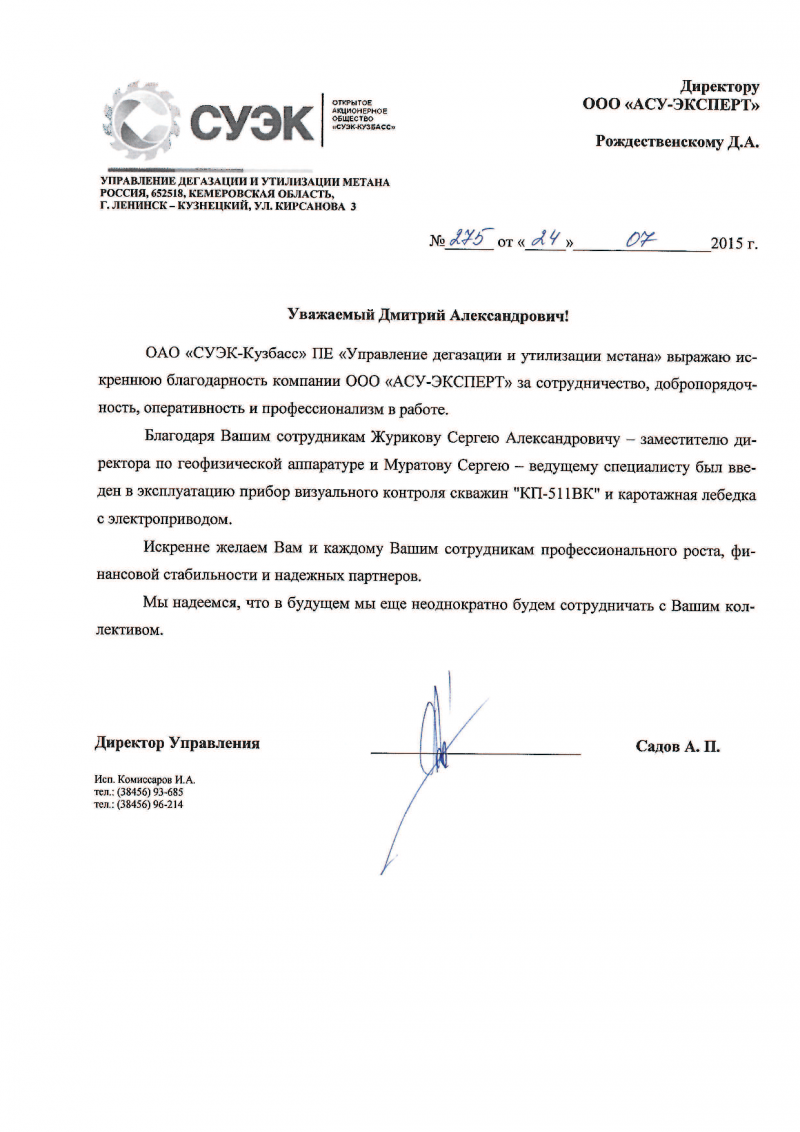 СУЭК
ОТКРЫТОЕ
АКЦИОНЕРНОЕ
ОБЩЕСТВО
«СУЭК-КУЗБАСС»
УПРАВЛЕНИЕ ДЕГАЗАЦИИ И УТИЛИЗАЦИИ МЕТАНА
РОССИЯ, 652518, КЕМЕРОВСКАЯ ОБЛАСТЬ,
Г. ЛЕНИНСК – КУЗНЕЦКИЙ, УЛ. КИРСАНОВА 3
Директору
ООО «АСУ-ЭКСПЕРТ»
Рождественскому Д.А.
№ 275 от « 24 » 07 2015 г.
Уважаемый Дмитрий Александрович!
ОАО «СУЭК-Кузбасс» ПЕ «Управление дегазации и утилизации мстана» выражаю ис-
креннюю благодарность компании ООО «АСУ-ЭКСПЕРТ» за сотрудничество, добропорядоч-
ность, оперативность и профессионализм в работе.
Благодаря Вашим сотрудникам Журикову Сергею Александровичу – заместителю ди-
ректора по геофизической аппаратуре и Муратову Сергею – ведущему специалисту был вве-
ден в эксплуатацию прибор визуального контроля скважин "КП-511ВК" и каротажная лебедка
с электроприводом.
Искренне желаем Вам и каждому Вашим сотрудникам профессионального роста, фи-
нансовой стабильности и надежных партнеров.
Мы надеемся, что в будущем мы еще неоднократно будем сотрудничать с Вашим кол-
лективом.
Директор Управления
Садов А. П.
Исп. Комиссаров И.А.
тел.: (38456) 93-685
тел.: (38456) 96-214